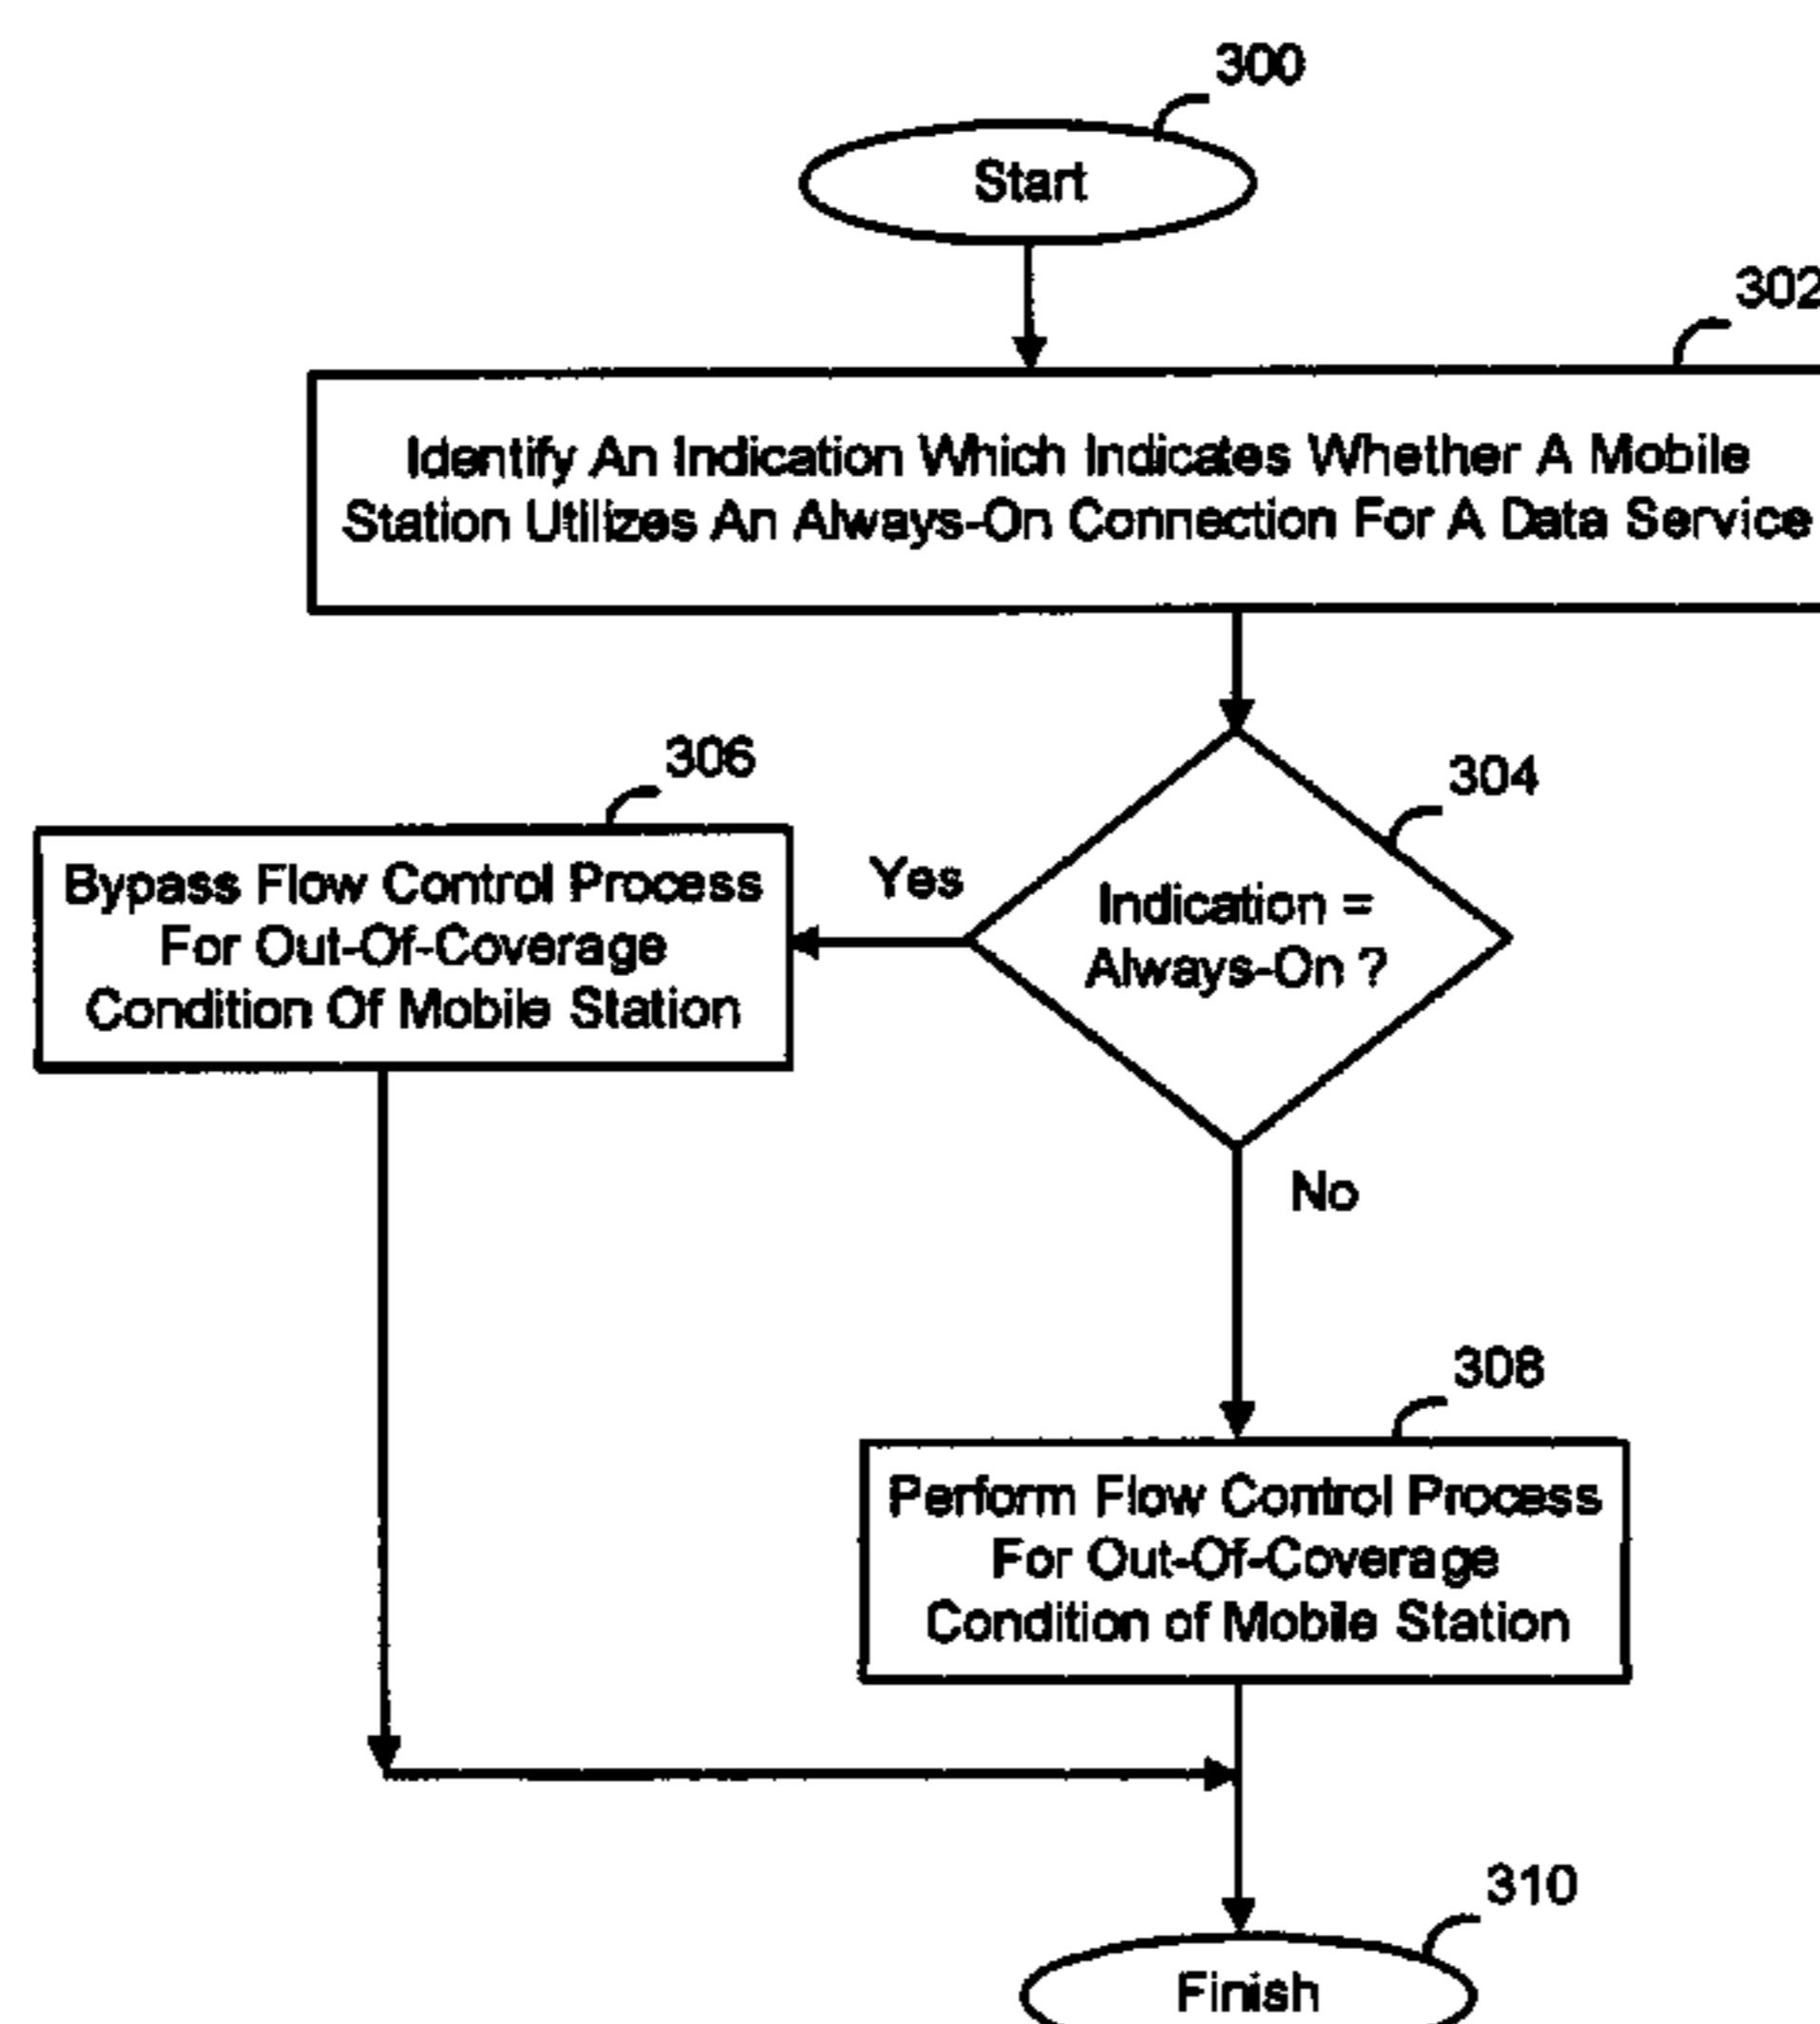 300
Start
302
Identify An Indication Which Indicates Whether A Mobile
Station Utilizes An Always-On Connection For A Data Service
306
304
Bypass Flow Control Process
For Out-Of-Coverage
Condition Of Mobile Station
Yes
Indication =
Always-On ?
No
308
Perform Flow Control Process
For Out-Of-Coverage
Condition of Mobile Station
310
Finish